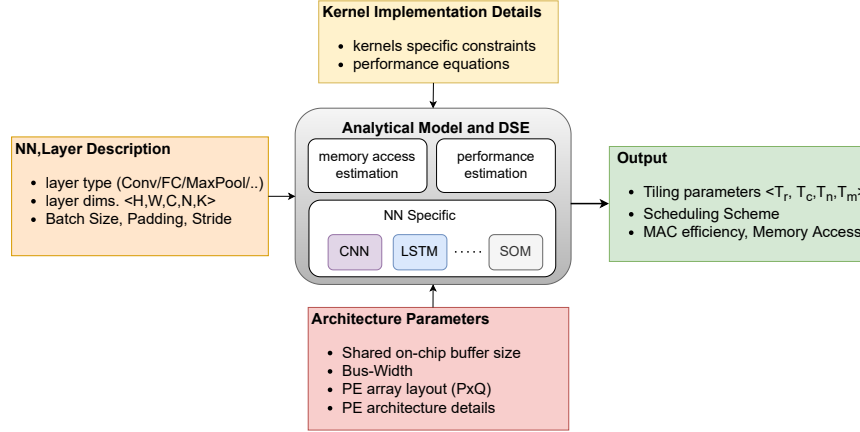 Kernel Implementation Details
• kernels specific constraints
• performance equations
NN,Layer Description
• layer type (Conv/FC/MaxPool/..)
• layer dims. <H,W,C,N,K>
• Batch Size, Padding, Stride
Analytical Model and DSE
memory access
estimation
performance
estimation
NN Specific
CNN
LSTM
.....
SOM
Output
• Tiling parameters <Tr, Tc,Tn,Tm>
• Scheduling Scheme
• MAC efficiency, Memory Access
Architecture Parameters
• Shared on-chip buffer size
• Bus-Width
• PE array layout (PxQ)
• PE architecture details